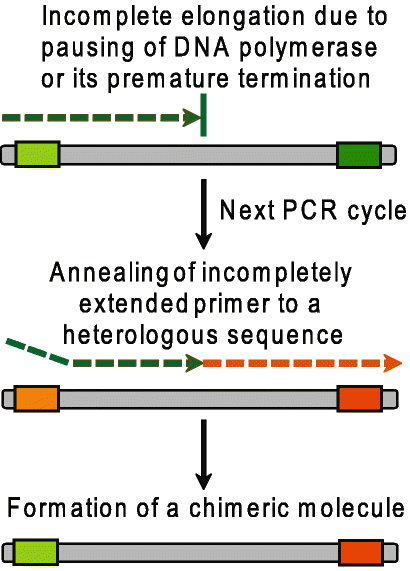 Incomplete elongation due to
pausing of DNA polymerase
or its premature termination
Next PCR cycle
Annealing of incompletely
extended primer to a
heterologous sequence
Formation of a chimeric molecule